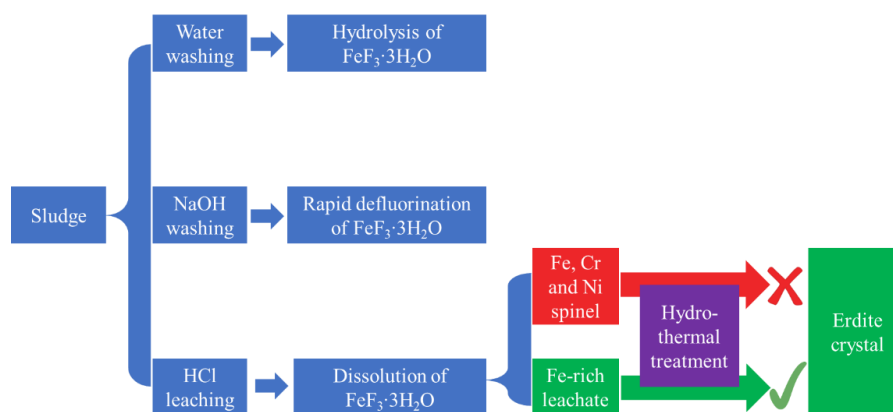 Water
washing
Hydrolysis of
FeF₃·3H₂O
Sludge
NaOH
washing
Rapid defluorination
of FeF₃·3H₂O
Fe, Cr
and Ni
spinel
Hydro-
thermal
treatment
Erdite
crystal
HCl
leaching
Dissolution of
FeF₃·3H₂O
Fe-rich
leachate